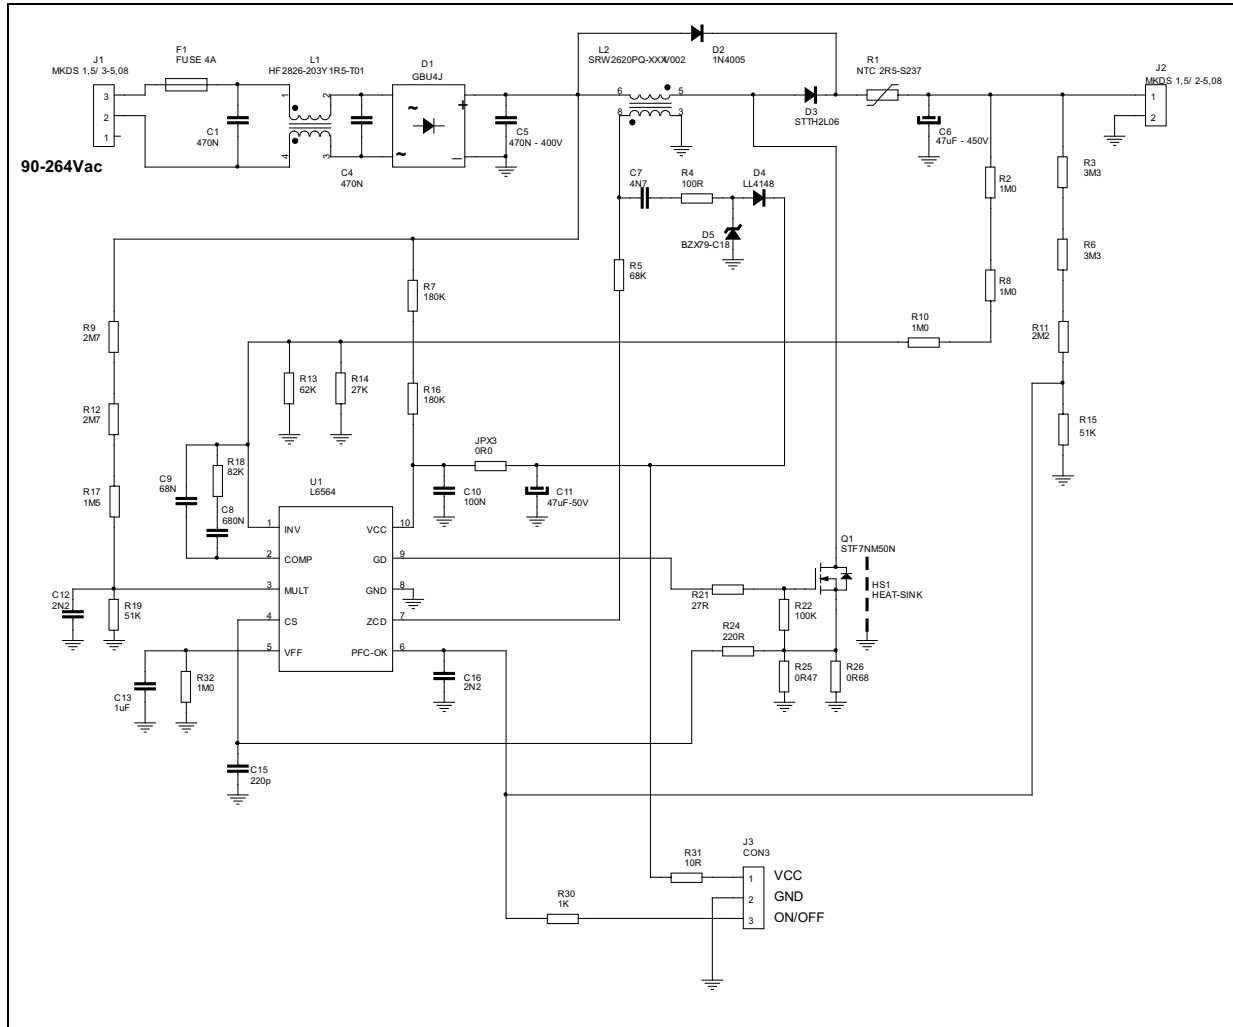 J1
MKDS 1,5/ 3-5,08
3
2
1
90-264Vac
F1
FUSE 4A
C1
470N
L1
HF2826-203Y1R5-T01
1
2
4
3
C4
470N
D1
GBU4J
~
~
+
–
C5
470N - 400V
L2
SRW2620PQ-XXXV002
6
5
8
3
D2
1N4005
D3
STTH2L06
R1
NTC 2R5-S237
C6
47uF - 450V
J2
MKDS 1,5/ 2-5,08
1
2
R2
1M0
R3
3M3
C7
4N7
R4
100R
D4
LL4148
D5
BZX79-C18
R5
68K
R6
3M3
R8
1M0
R7
180K
R9
2M7
R10
1M0
R11
2M2
R13
62K
R14
27K
R16
180K
R12
2M7
R15
51K
R18
82K
C9
68N
C8
680N
R17
1M5
JPX3
0R0
C10
100N
C11
47uF-50V
U1
L6564
1
INV
2
COMP
3
MULT
4
CS
5
VFF
VCC
10
GD
9
GND
8
ZCD
7
PFC-OK
6
Q1
STF7NM50N
HS1
HEAT-SINK
C12
2N2
R19
51K
R21
27R
R22
100K
R24
220R
R25
0R47
R26
0R68
C13
1uF
R32
1M0
C16
2N2
C15
220p
R31
10R
R30
1K
J3
CON3
1
VCC
2
GND
3
ON/OFF